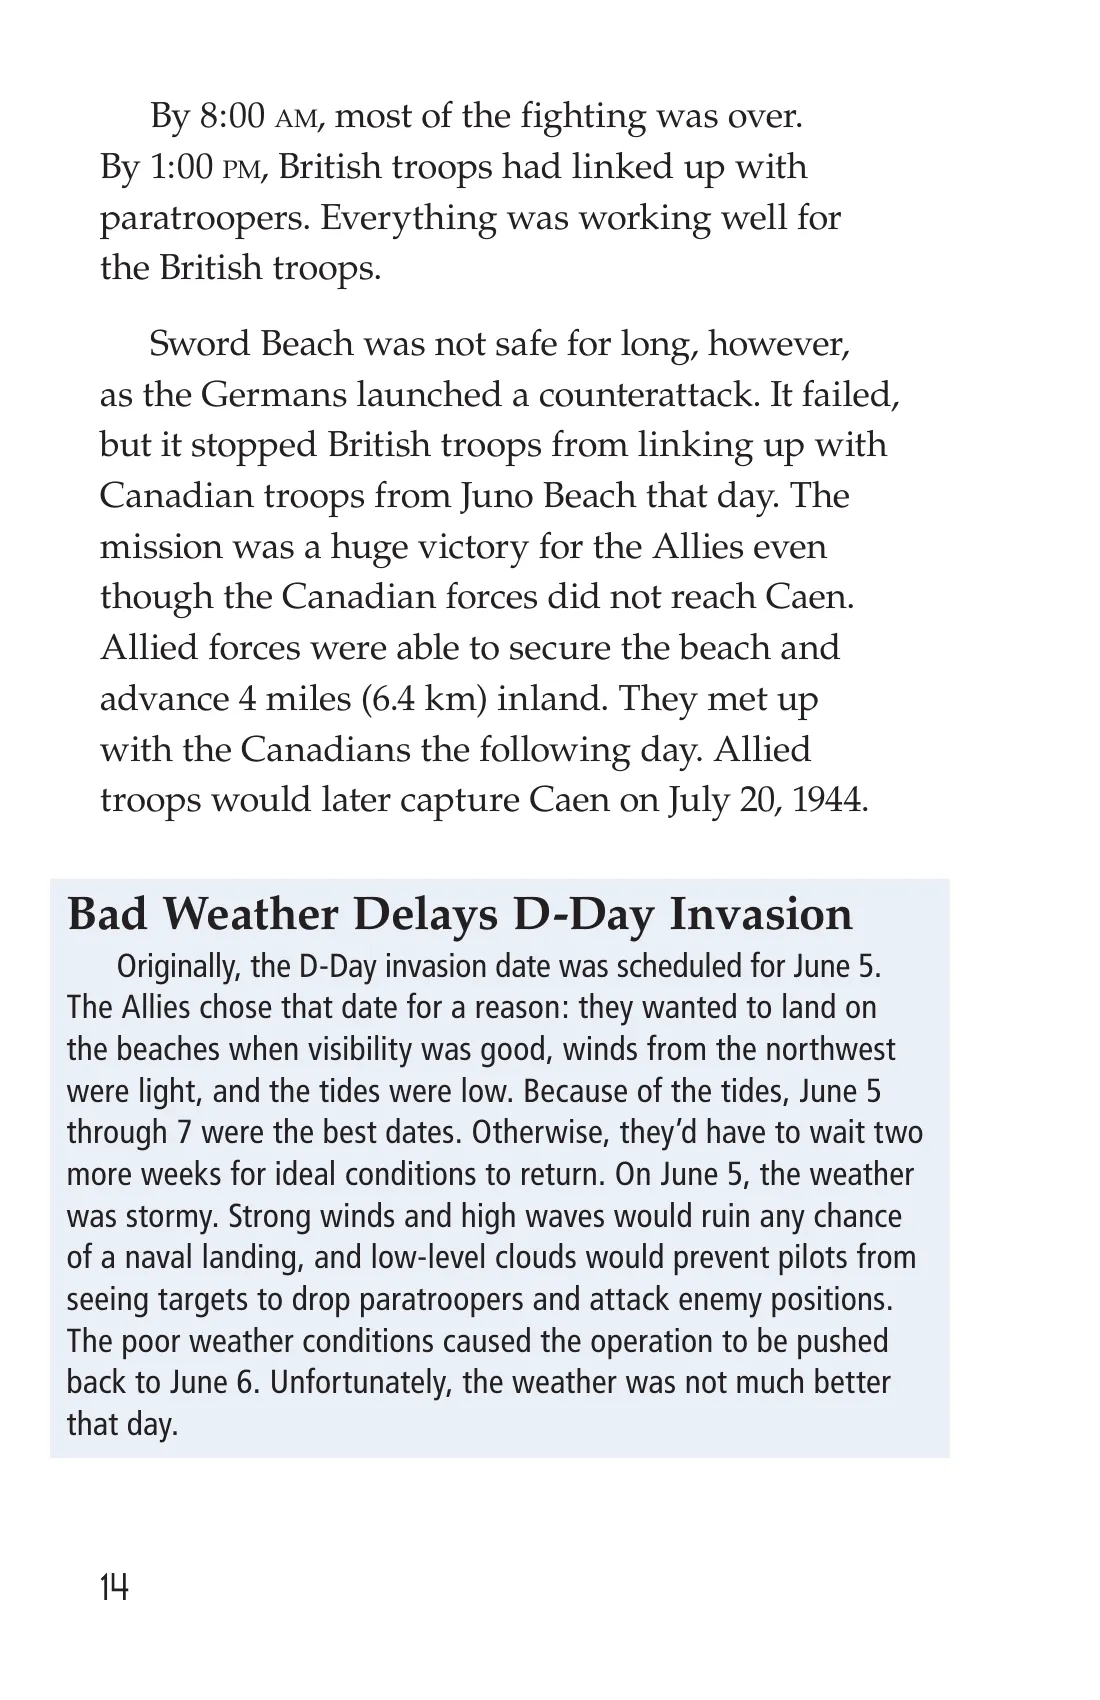 By 8:00 AM, most of the fighting was over.
By 1:00 PM, British troops had linked up with
paratroopers. Everything was working well for
the British troops.
Sword Beach was not safe for long, however,
as the Germans launched a counterattack. It failed,
but it stopped British troops from linking up with
Canadian troops from Juno Beach that day. The
mission was a huge victory for the Allies even
though the Canadian forces did not reach Caen.
Allied forces were able to secure the beach and
advance 4 miles (6.4 km) inland. They met up
with the Canadians the following day. Allied
troops would later capture Caen on July 20, 1944.
Bad Weather Delays D-Day Invasion
Originally, the D-Day invasion date was scheduled for June 5.
The Allies chose that date for a reason: they wanted to land on
the beaches when visibility was good, winds from the northwest
were light, and the tides were low. Because of the tides, June 5
through 7 were the best dates. Otherwise, they’d have to wait two
more weeks for ideal conditions to return. On June 5, the weather
was stormy. Strong winds and high waves would ruin any chance
of a naval landing, and low-level clouds would prevent pilots from
seeing targets to drop paratroopers and attack enemy positions.
The poor weather conditions caused the operation to be pushed
back to June 6. Unfortunately, the weather was not much better
that day.
14